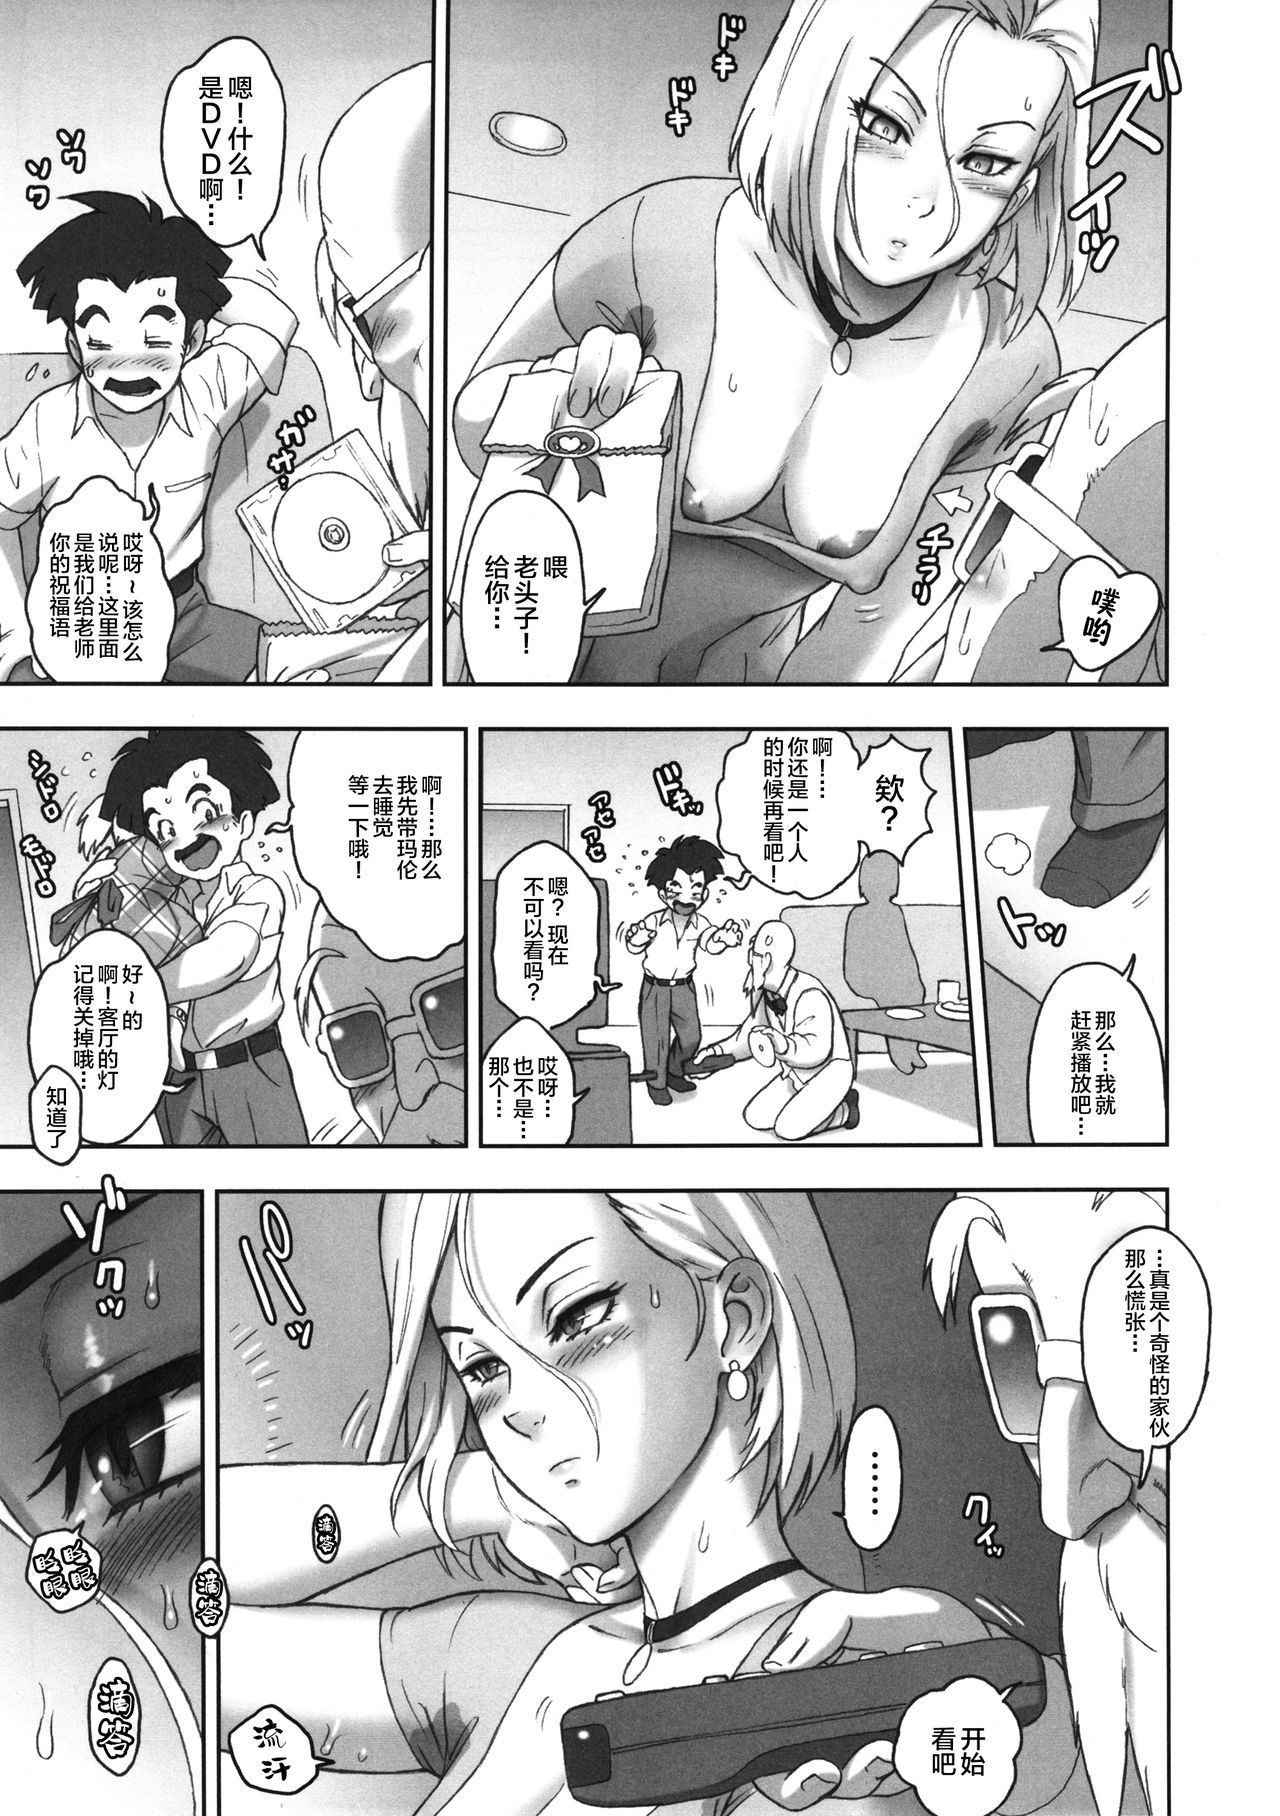 ドキ
ドキ
ズイッ
喂
老头子！
给你…
チラッ
噗哟
嗯！什么！
是DVD啊…
ソワ
ソワ
ガサ…
哎呀～该怎么
说呢…这里面
是我们给老师
你的祝福语
トッ
那么…我就
赶紧播放吧…
欸？
啊！…
你还是一个人
的时候再看吧！
ドキッ
アセ
アセ
嗯？现在
不可以看吗？
哎呀…
也不是…
那个…
啊！…那么
我先带玛伦
去睡觉
等一下哦！
シドロ
モドロ
好～的
啊！客厅的灯
记得关掉哦…
知道了
…真是个奇怪的家伙
那么慌张…
……
クイッ
开始
看吧
滴答
流汗
滴答
滴答
眨眼
眨眼